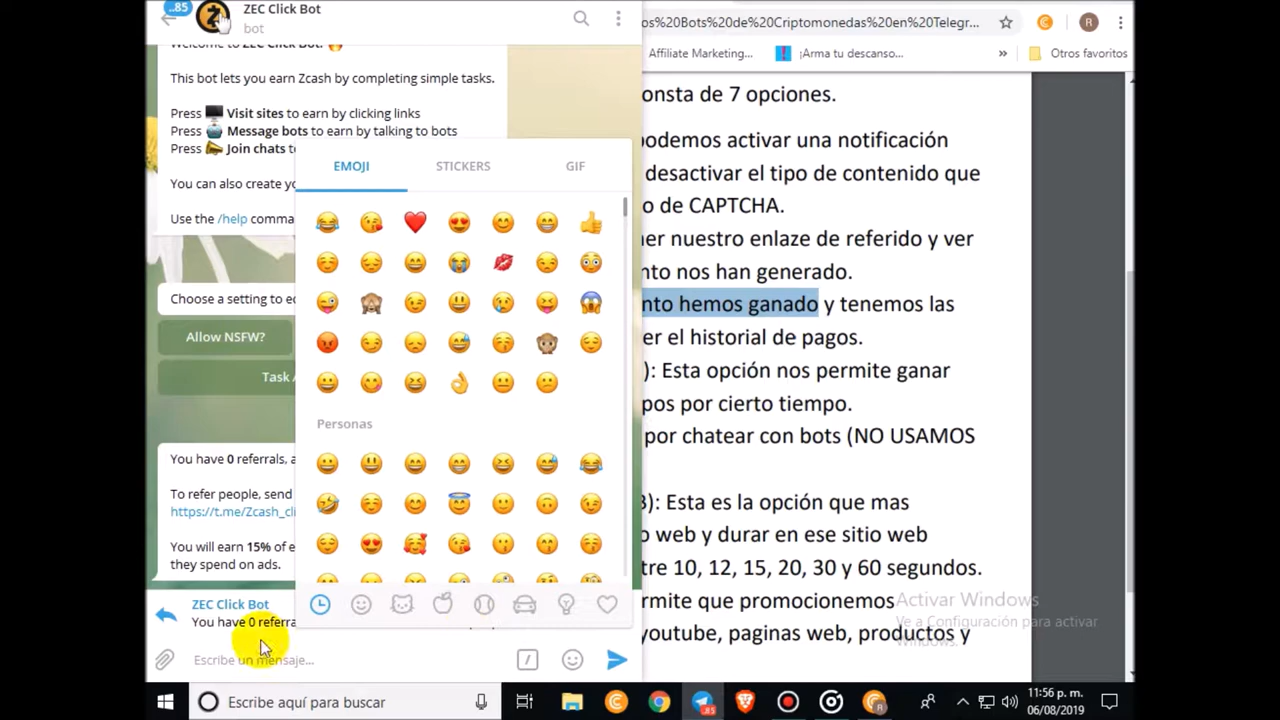 ..85
ZEC Click Bot
bot
Welcome to ZEC Click Bot!
This bot lets you earn Zcash by completing simple tasks.
Press Visit sites to earn by clicking links
Press Message bots to earn by talking to bots
Press Join chats
You can also create
Use the /help
EMOJI STICKERS GIF
Personas
Choose a setting to
Allow NSFW?
Task
You have 0 referrals,
To refer people, send
https://t.me/Zcash_cli
You will earn 15% of
they spend on ads.
ZEC Click Bot
You have 0
Escribe un mensaje...
os%20Bots%20de%20Criptomonedas%20en%20Telegr...
R
Affiliate Marketing... ¡Arma tu descanso... » Otros favoritos
onsta de 7 opciones.
podemos activar una notificación
desactivar el tipo de contenido que
o de CAPTCHA.
er nuestro enlaze de referido y ver
nto nos han generado.
nto hemos ganado y tenemos las
er el historial de pagos.
): Esta opción nos permite ganar
pos por cierto tiempo.
por chatear con bots (NO USAMOS
): Esta es la opción que mas
o web y durar en ese sitio web
tre 10, 12, 15, 20, 30 y 60 segundos.
rmite que promocionemos
youtube, paginas web, productos y
Activar Windows
Ve a Configuración para activar
Windows.
Escribe aquí para buscar
85
11:56 p. m.
06/08/2019